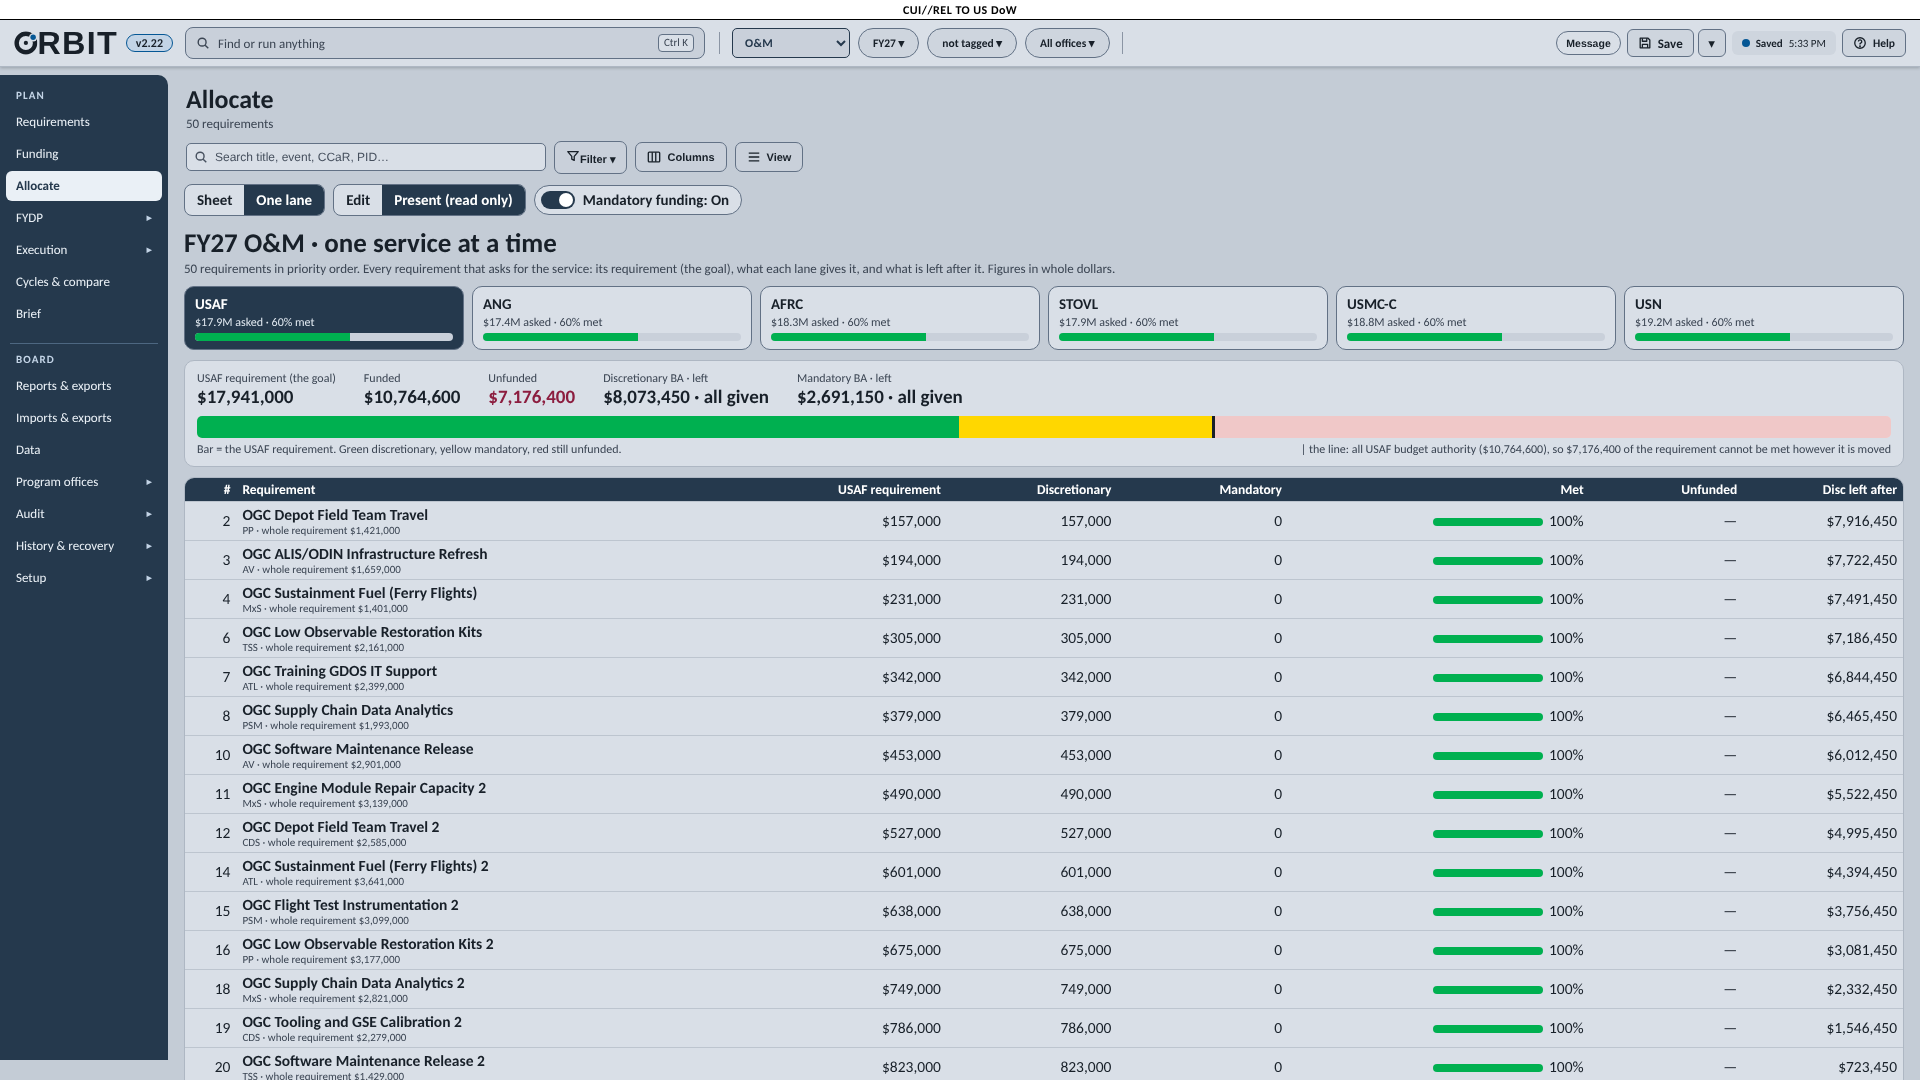 CUI//REL TO US DoW
ORBIT v2.22 Find or run anything Ctrl K O&M FY27 ▾ not tagged ▾ All offices ▾ Message Save ▾ Saved 5:33 PM Help
PLAN
Requirements
Funding
Allocate
FYDP ▸
Execution ▸
Cycles & compare
Brief
BOARD
Reports & exports
Imports & exports
Data
Program offices ▸
Audit ▸
History & recovery ▸
Setup ▸
Allocate
50 requirements
Search title, event, CCaR, PID… Filter ▾ Columns View
Sheet One lane Edit Present (read only) Mandatory funding: On
FY27 O&M · one service at a time
50 requirements in priority order. Every requirement that asks for the service: its requirement (the goal), what each lane gives it, and what is left after it. Figures in whole dollars.
USAF ANG AFRC STOVL USMC-C USN
$17.9M asked · 60% met $17.4M asked · 60% met $18.3M asked · 60% met $17.9M asked · 60% met $18.8M asked · 60% met $19.2M asked · 60% met
USAF requirement (the goal) Funded Unfunded Discretionary BA · left Mandatory BA · left
$17,941,000 $10,764,600 $7,176,400 $8,073,450 · all given $2,691,150 · all given
Bar = the USAF requirement. Green discretionary, yellow mandatory, red still unfunded. | the line: all USAF budget authority ($10,764,600), so $7,176,400 of the requirement cannot be met however it is moved
# Requirement USAF requirement Discretionary Mandatory Met Unfunded Disc left after
2 OGC Depot Field Team Travel $157,000 157,000 0 100% — $7,916,450
PP · whole requirement $1,421,000
3 OGC ALIS/ODIN Infrastructure Refresh $194,000 194,000 0 100% — $7,722,450
AV · whole requirement $1,659,000
4 OGC Sustainment Fuel (Ferry Flights) $231,000 231,000 0 100% — $7,491,450
MxS · whole requirement $1,401,000
6 OGC Low Observable Restoration Kits $305,000 305,000 0 100% — $7,186,450
TSS · whole requirement $2,161,000
7 OGC Training GDOS IT Support $342,000 342,000 0 100% — $6,844,450
ATL · whole requirement $2,399,000
8 OGC Supply Chain Data Analytics $379,000 379,000 0 100% — $6,465,450
PSM · whole requirement $1,993,000
10 OGC Software Maintenance Release $453,000 453,000 0 100% — $6,012,450
AV · whole requirement $2,901,000
11 OGC Engine Module Repair Capacity 2 $490,000 490,000 0 100% — $5,522,450
MxS · whole requirement $3,139,000
12 OGC Depot Field Team Travel 2 $527,000 527,000 0 100% — $4,995,450
CDS · whole requirement $2,585,000
14 OGC Sustainment Fuel (Ferry Flights) 2 $601,000 601,000 0 100% — $4,394,450
ATL · whole requirement $3,641,000
15 OGC Flight Test Instrumentation 2 $638,000 638,000 0 100% — $3,756,450
PSM · whole requirement $3,099,000
16 OGC Low Observable Restoration Kits 2 $675,000 675,000 0 100% — $3,081,450
PP · whole requirement $3,177,000
18 OGC Supply Chain Data Analytics 2 $749,000 749,000 0 100% — $2,332,450
MxS · whole requirement $2,821,000
19 OGC Tooling and GSE Calibration 2 $786,000 786,000 0 100% — $1,546,450
CDS · whole requirement $2,279,000
20 OGC Software Maintenance Release 2 $823,000 823,000 0 100% — $723,450
TSS · whole requirement $1,429,000